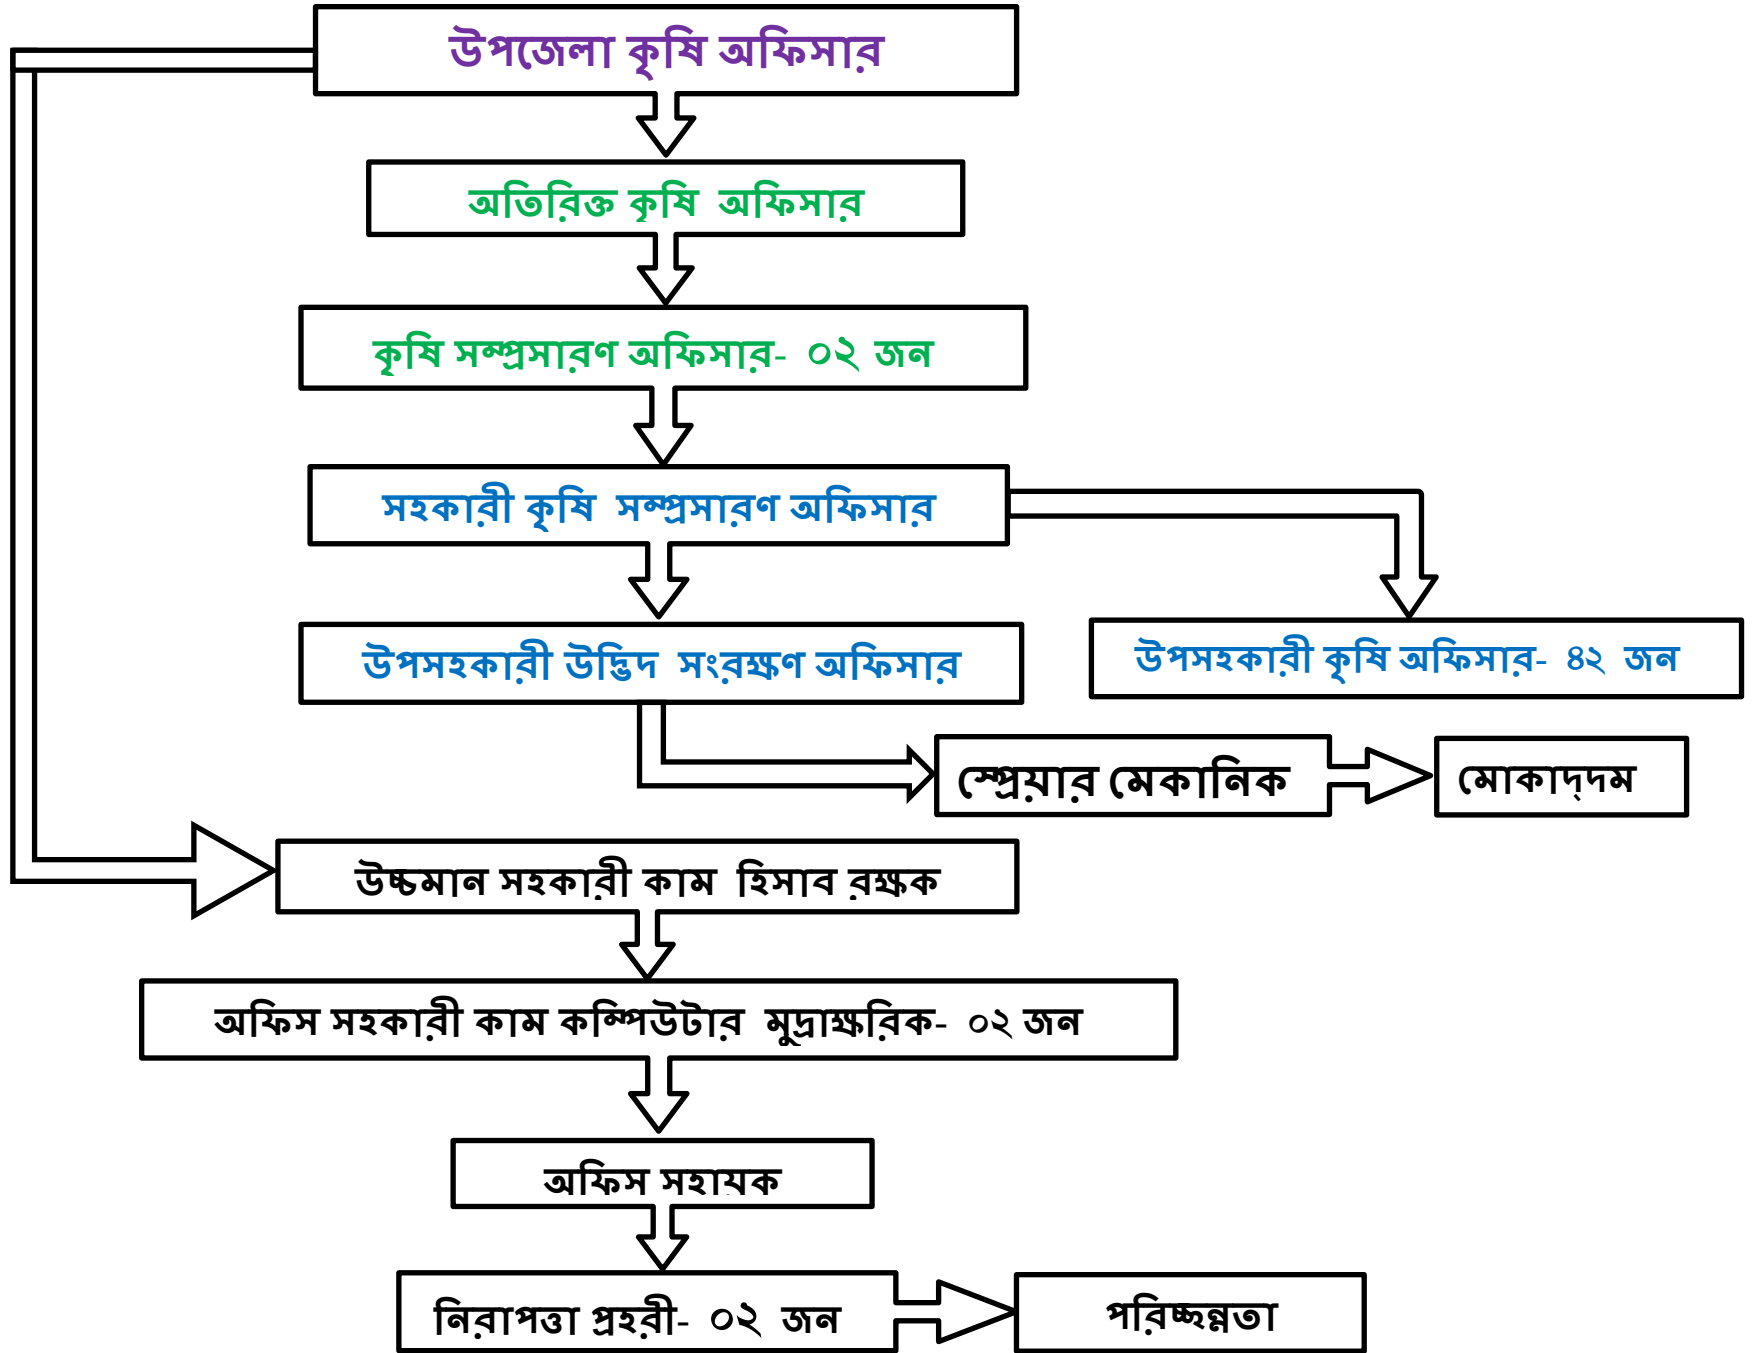 উপজেলা কৃষি অফিসার
অতিরিক্ত কৃষি অফিসার
কৃষি সম্প্রসারণ অফিসার- ০২ জন
সহকারী কৃষি সম্প্রসারণ অফিসার
উপসহকারী উদ্ভিদ সংরক্ষণ অফিসার
উপসহকারী কৃষি অফিসার- ৪২ জন
স্প্রেয়ার মেকানিক
মোকাদ্দম
উচ্চমান সহকারী কাম হিসাব রক্ষক
অফিস সহকারী কাম কম্পিউটার মুদ্রাক্ষরিক- ০২ জন
অফিস সহায়ক
নিরাপত্তা প্রহরী- ০২ জন
পরিচ্ছন্নতা